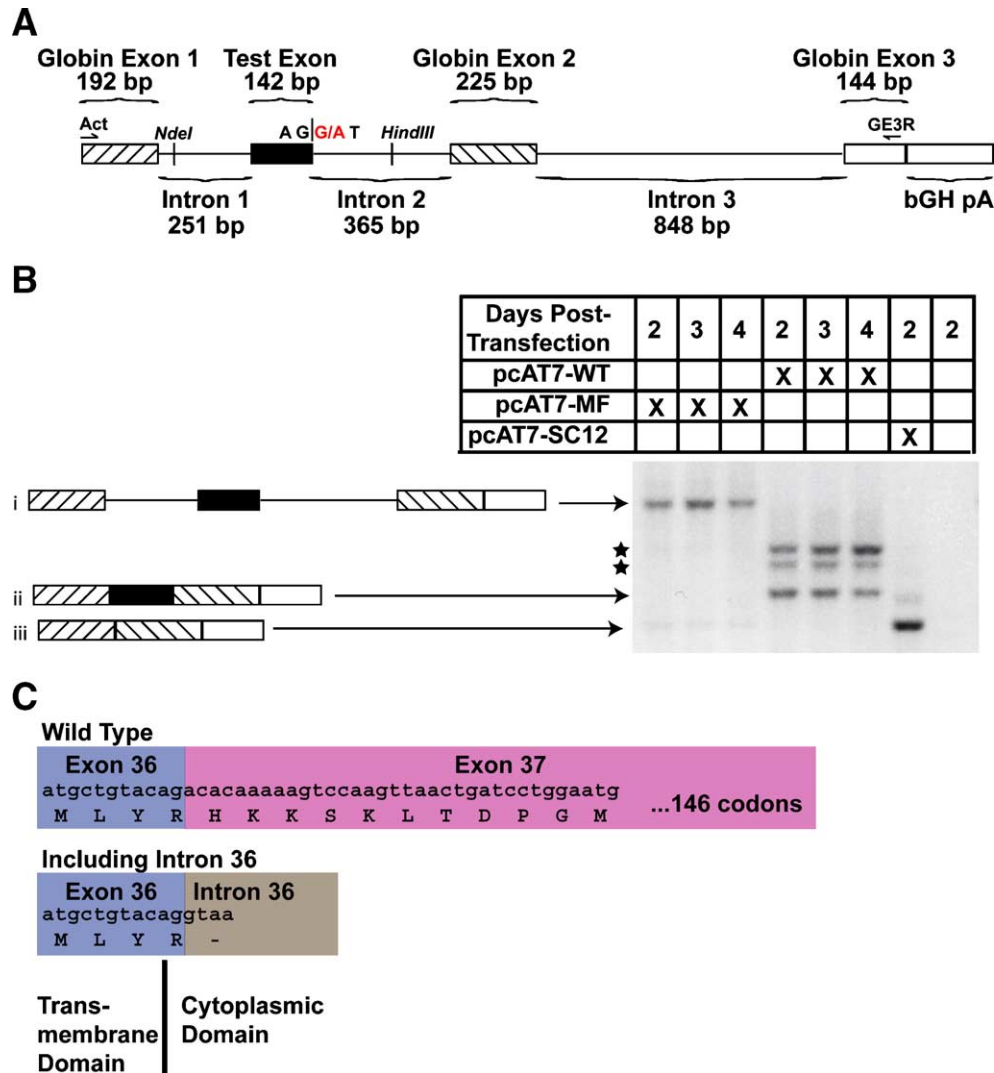 A
Globin Exon 1 Test Exon Globin Exon 2 Globin Exon 3
192 bp 142 bp 225 bp 144 bp
Act NdeI A G G/A T HindIII GE3R
Intron 1 Intron 2 Intron 3 bGH pA
251 bp 365 bp 848 bp
B
Days Post-Transfection 2 3 4 2 3 4 2 2
pcAT7-WT X X X
pcAT7-MF X X X
pcAT7-SC12 X
i
ii
iii
C
Wild Type
Exon 36 Exon 37
atgctgtacagacacaaaaagtccaagttaactgatcctggaatg
M L Y R H K K S K L T D P G M ...146 codons
Including Intron 36
Exon 36 Intron 36
atgctgtacaggtaa
M L Y R -
Trans- Cytoplasmic
membrane Domain
Domain